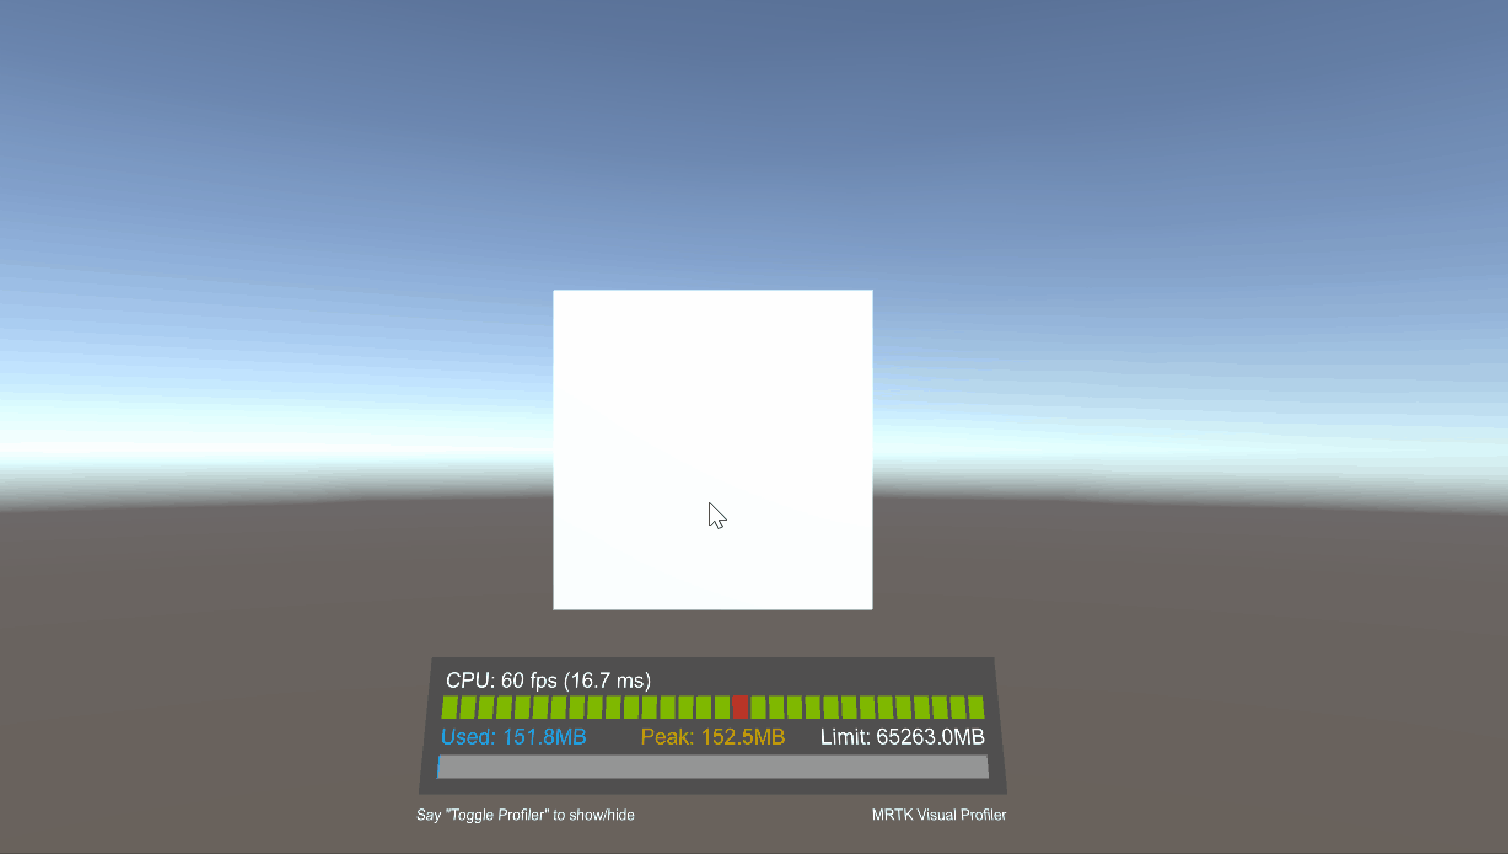 CPU: 60 fps (16.7 ms)
Used: 151.8MB Peak: 152.5MB Limit: 65263.0MB
Say "Toggle Profiler" to show/hide MRTK Visual Profiler